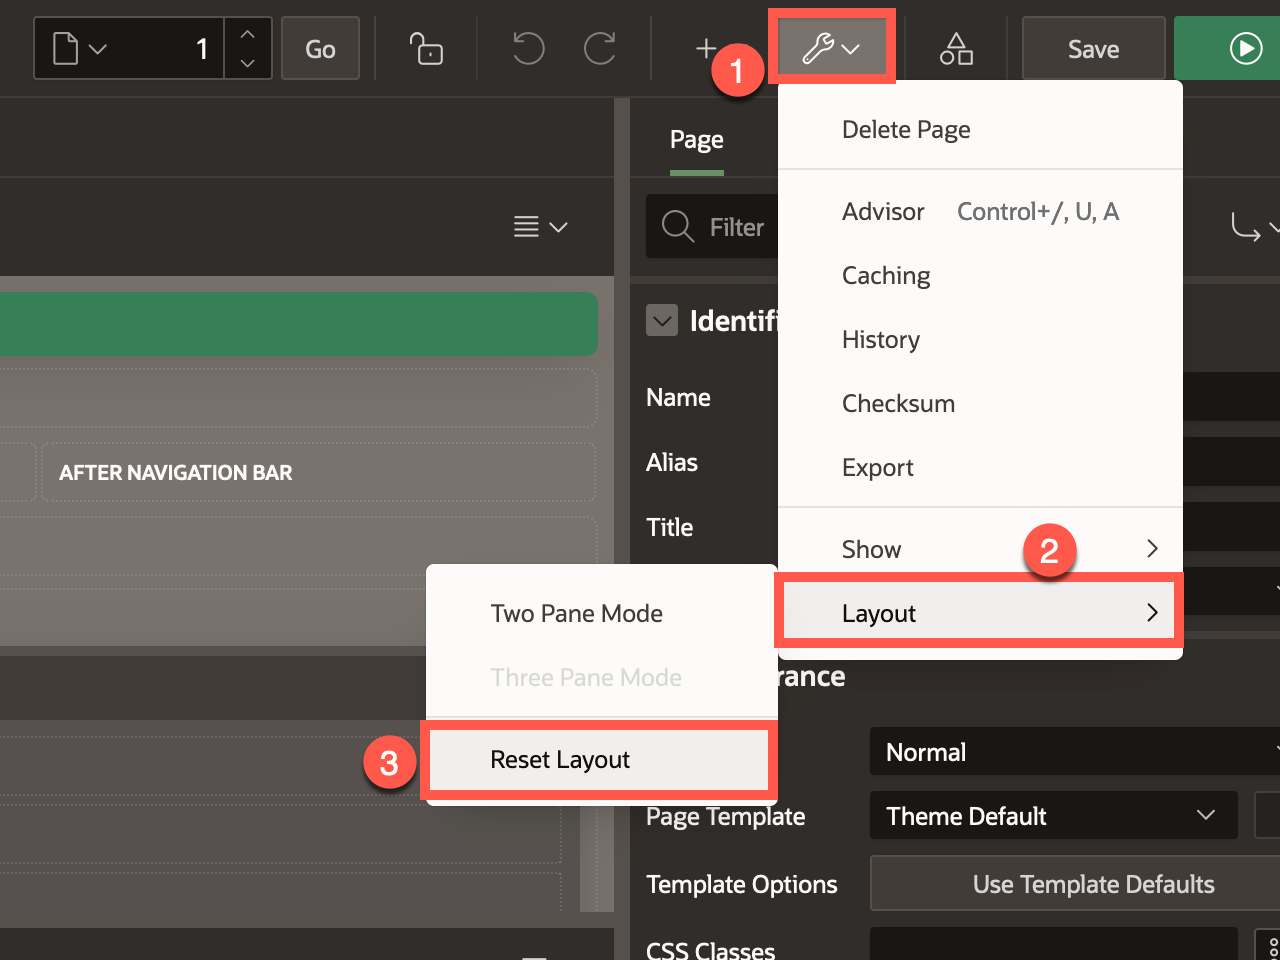 1
Go
Save
1
Page
Delete Page
Filter
Advisor Control+/, U, A
Caching
Identifi
History
Name
Checksum
Alias
Export
AFTER NAVIGATION BAR
Title
Show
2
Two Pane Mode
Layout
Three Pane Mode
rance
3
Reset Layout
Normal
Page Template
Theme Default
Template Options
Use Template Defaults
CSS Classes